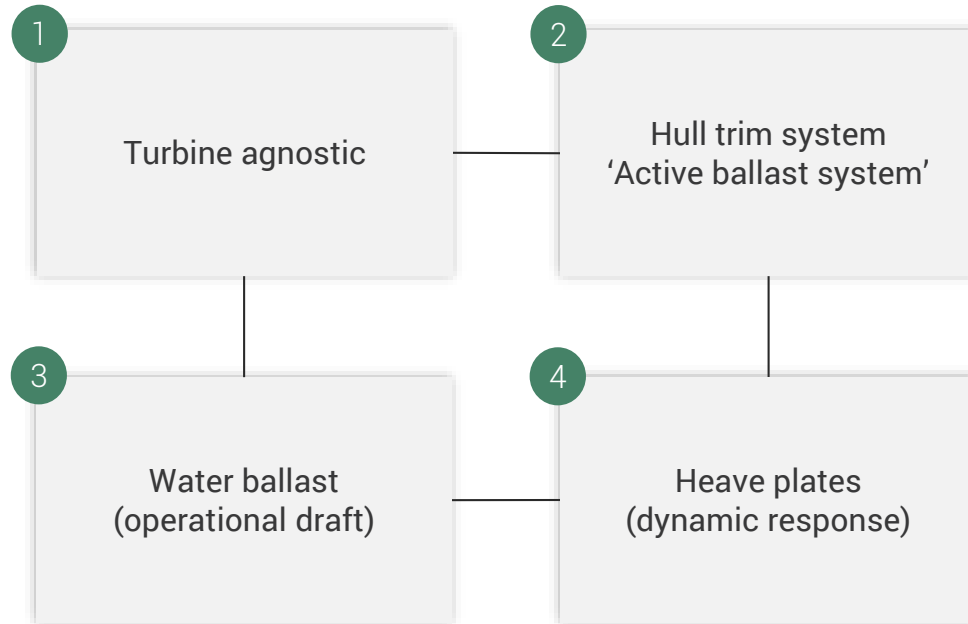 1
Turbine agnostic
2
Hull trim system
‘Active ballast system’
3
Water ballast
(operational draft)
4
Heave plates
(dynamic response)